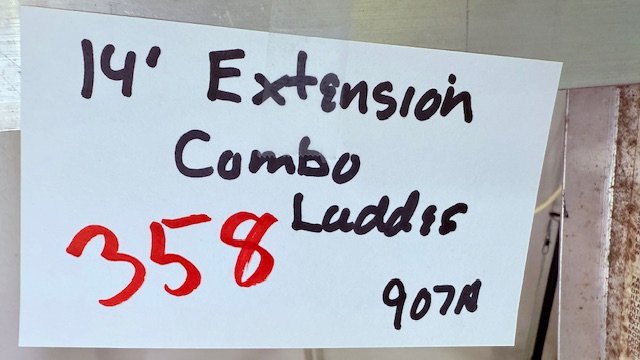 14' Extension
Combo
Ladder
358
907A